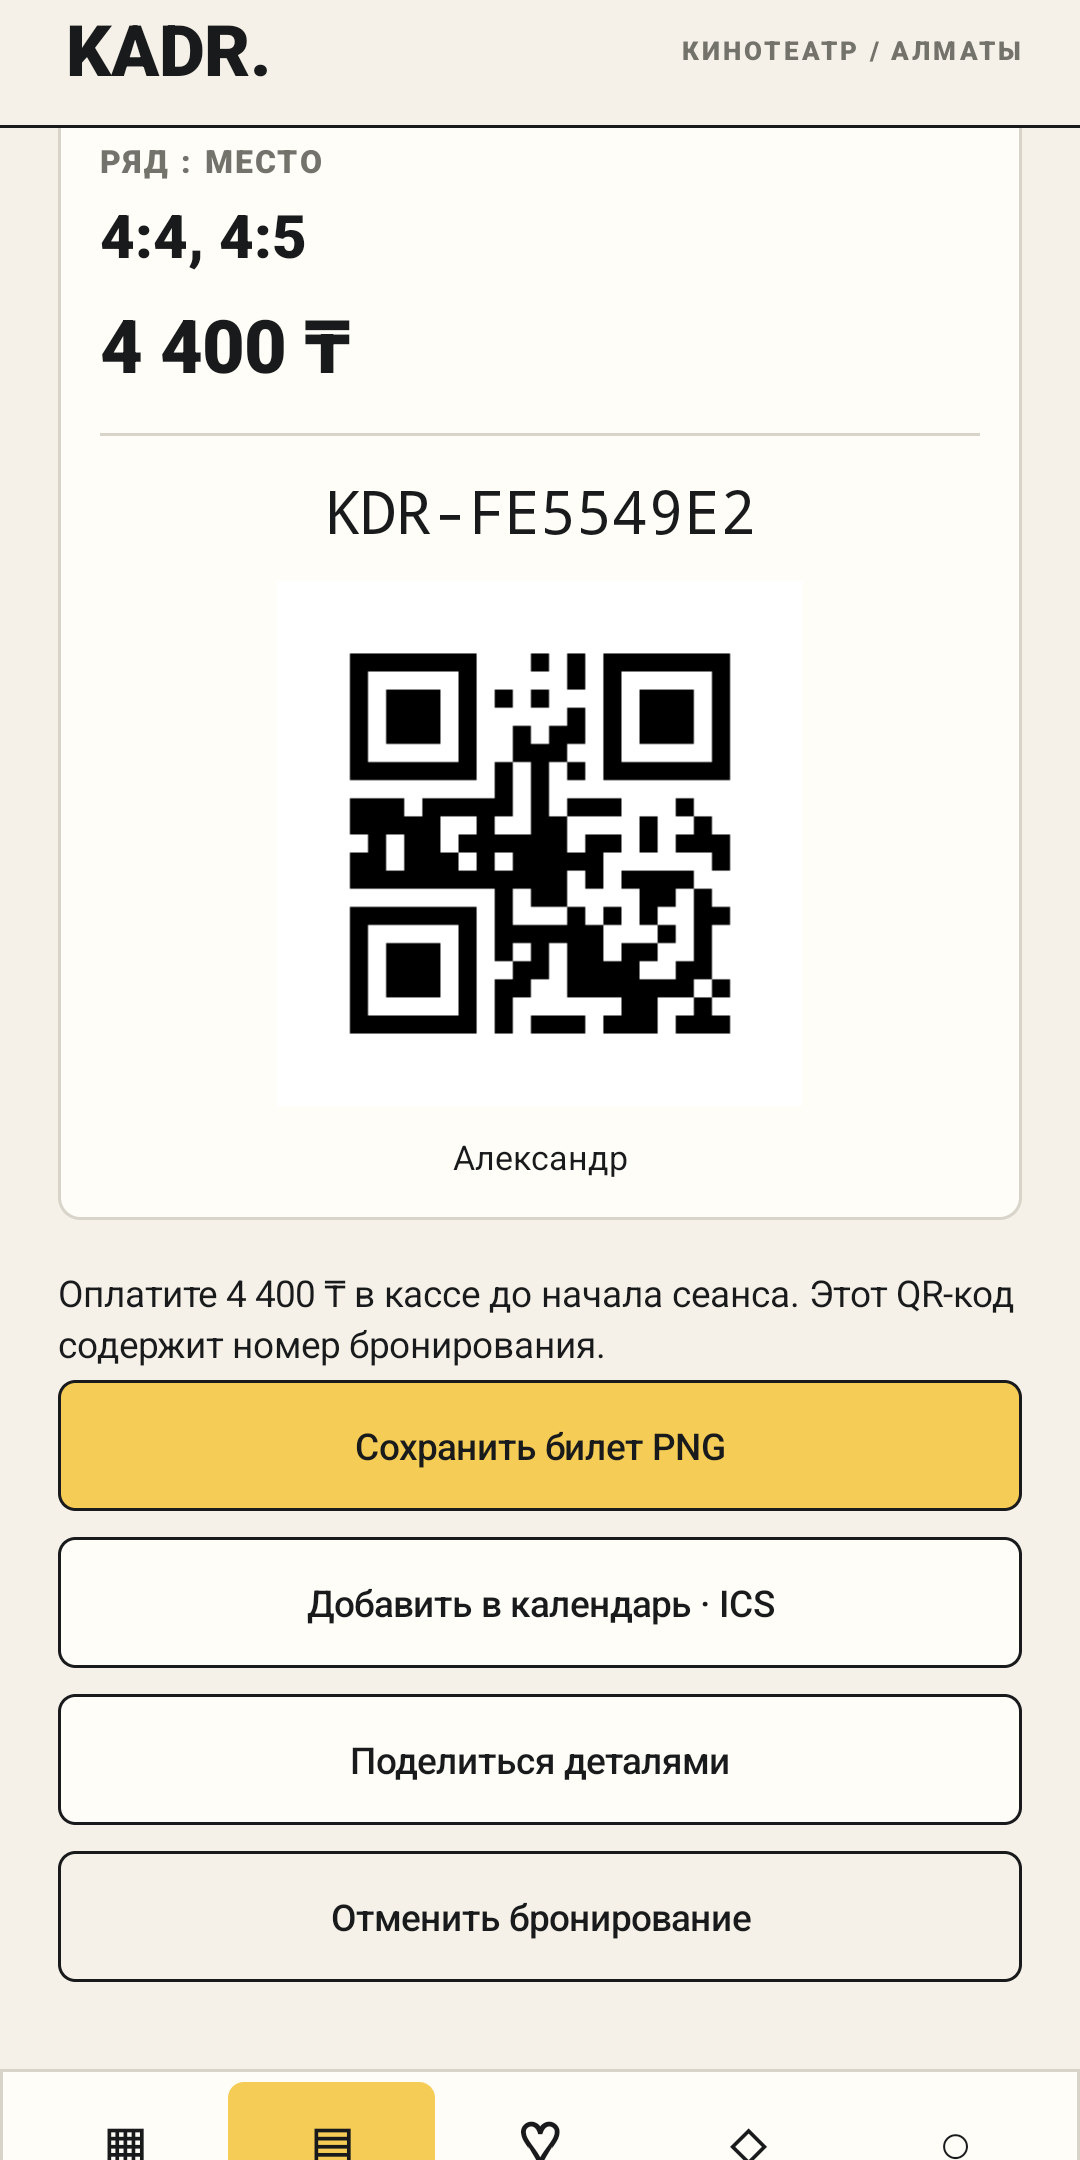 KADR.
КИНОТЕАТР / АЛМАТЫ
РЯД : МЕСТО
4:4, 4:5
4 400 ₸
KDR-FE5549E2
Александр
Оплатите 4 400 ₸ в кассе до начала сеанса. Этот QR-код
содержит номер бронирования.
Сохранить билет PNG
Добавить в календарь · ICS
Поделиться деталями
Отменить бронирование